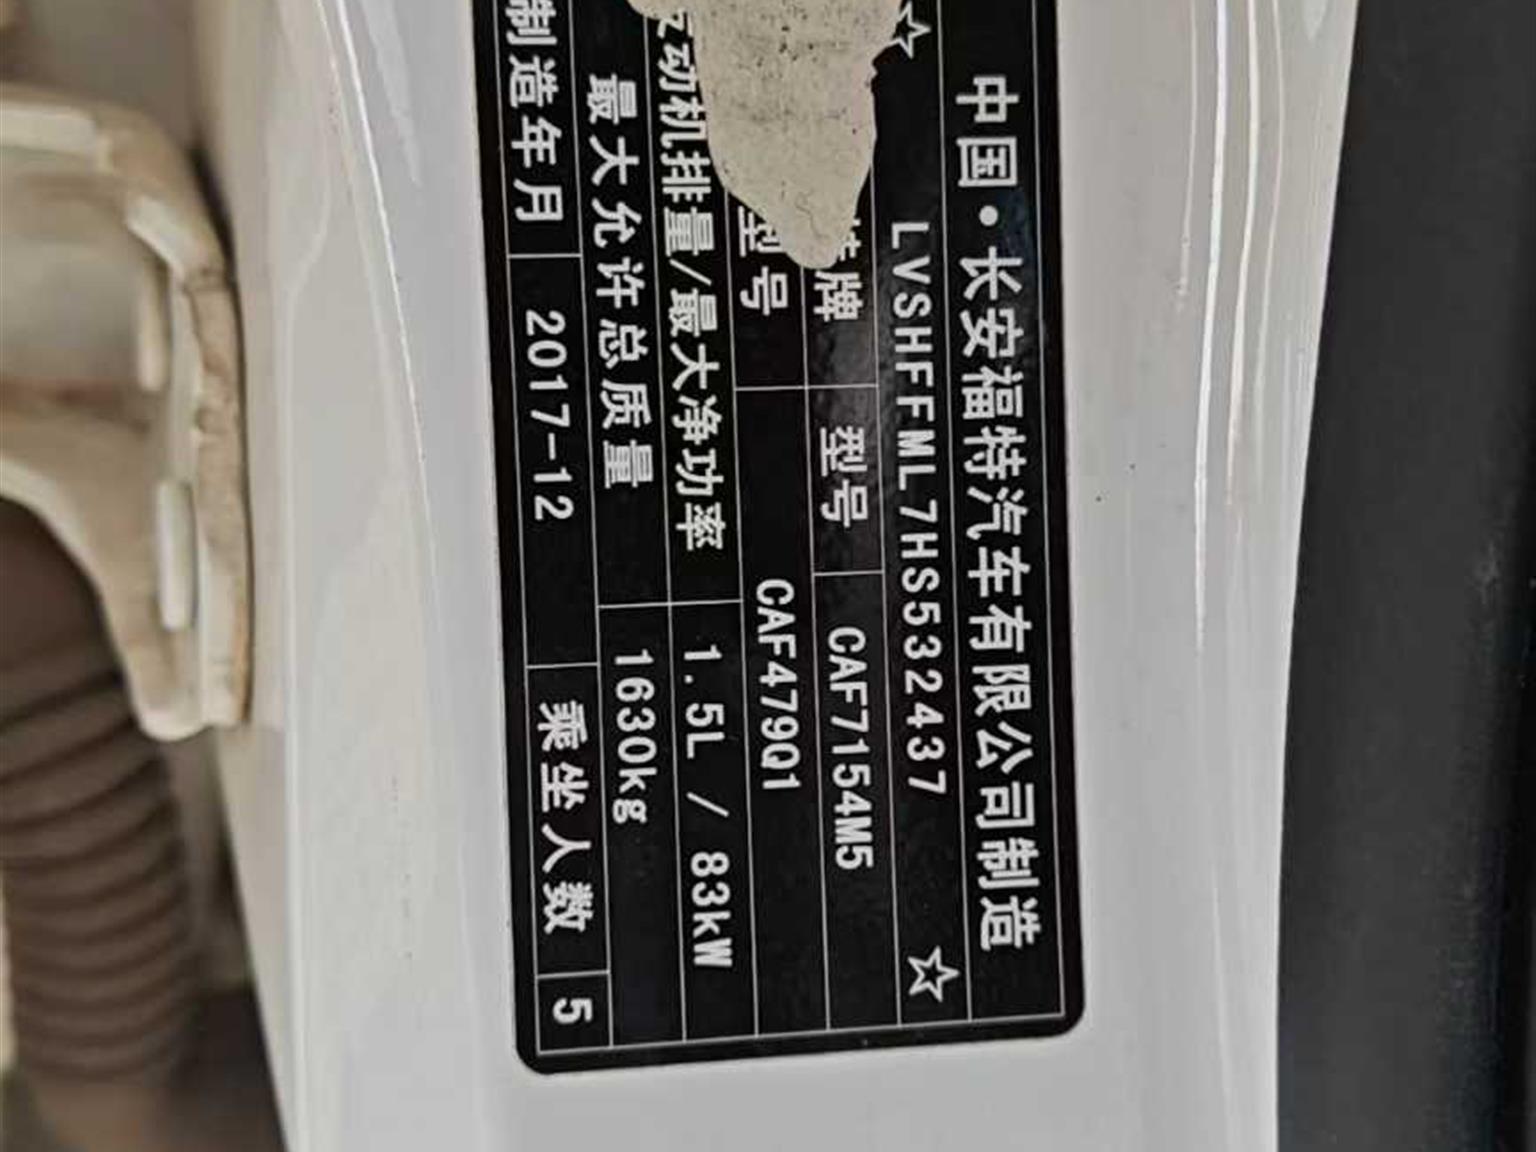 中国·长安福特汽车有限公司制造
☆ LVSHFFML7HS532437 ☆
牌 型号 CAF7154M5
型号 CAF479Q1
动机排量/最大净功率 1.5L / 83kW
最大允许总质量 1630kg
制造年月 2017-12 乘坐人数 5